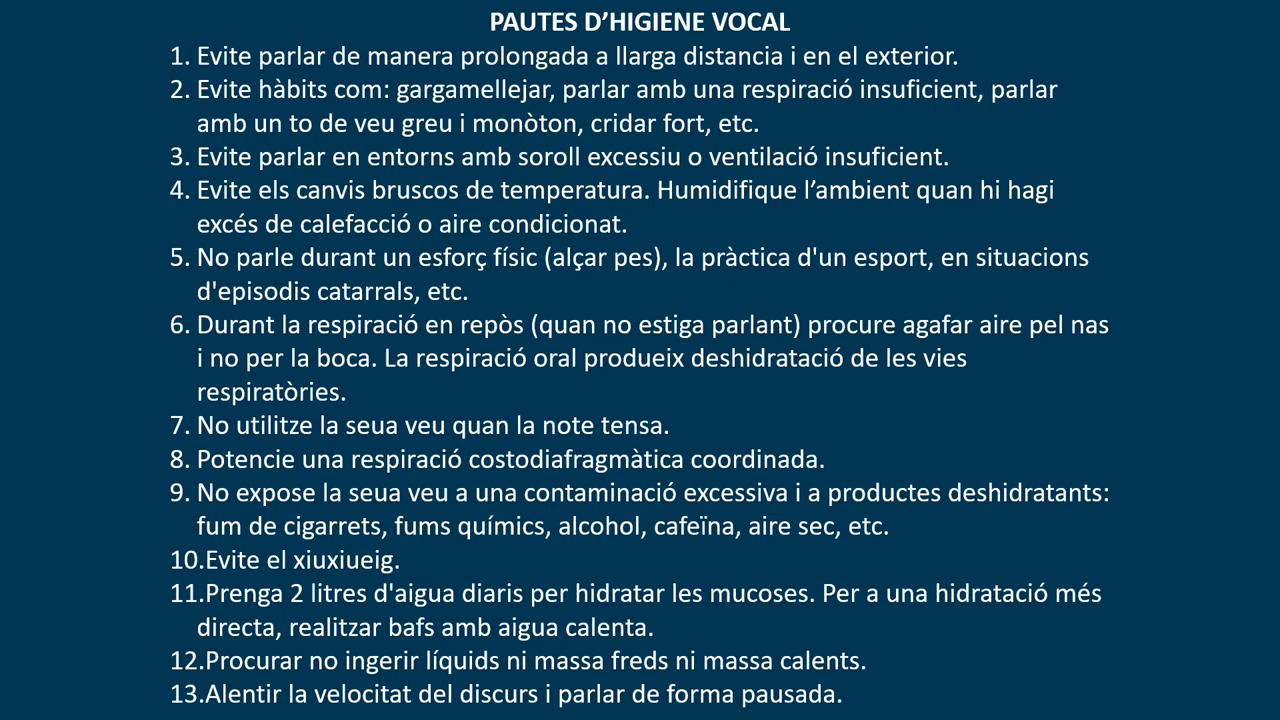 PAUTES D’HIGIENE VOCAL
1. Evite parlar de manera prolongada a llarga distancia i en el exterior.
2. Evite hàbits com: gargamellejar, parlar amb una respiració insuficient, parlar
amb un to de veu greu i monòton, cridar fort, etc.
3. Evite parlar en entorns amb soroll excessiu o ventilació insuficient.
4. Evite els canvis bruscos de temperatura. Humidifique l’ambient quan hi hagi
excés de calefacció o aire condicionat.
5. No parle durant un esforç físic (alçar pes), la pràctica d'un esport, en situacions
d'episodis catarrals, etc.
6. Durant la respiració en repòs (quan no estiga parlant) procure agafar aire pel nas
i no per la boca. La respiració oral produeix deshidratació de les vies
respiratòries.
7. No utilitze la seua veu quan la note tensa.
8. Potencie una respiració costodiafragmàtica coordinada.
9. No expose la seua veu a una contaminació excessiva i a productes deshidratants:
fum de cigarrets, fums químics, alcohol, cafeïna, aire sec, etc.
10.Evite el xiuxiueig.
11.Prenga 2 litres d'aigua diaris per hidratar les mucoses. Per a una hidratació més
directa, realitzar bafs amb aigua calenta.
12.Procurar no ingerir líquids ni massa freds ni massa calents.
13.Alentir la velocitat del discurs i parlar de forma pausada.